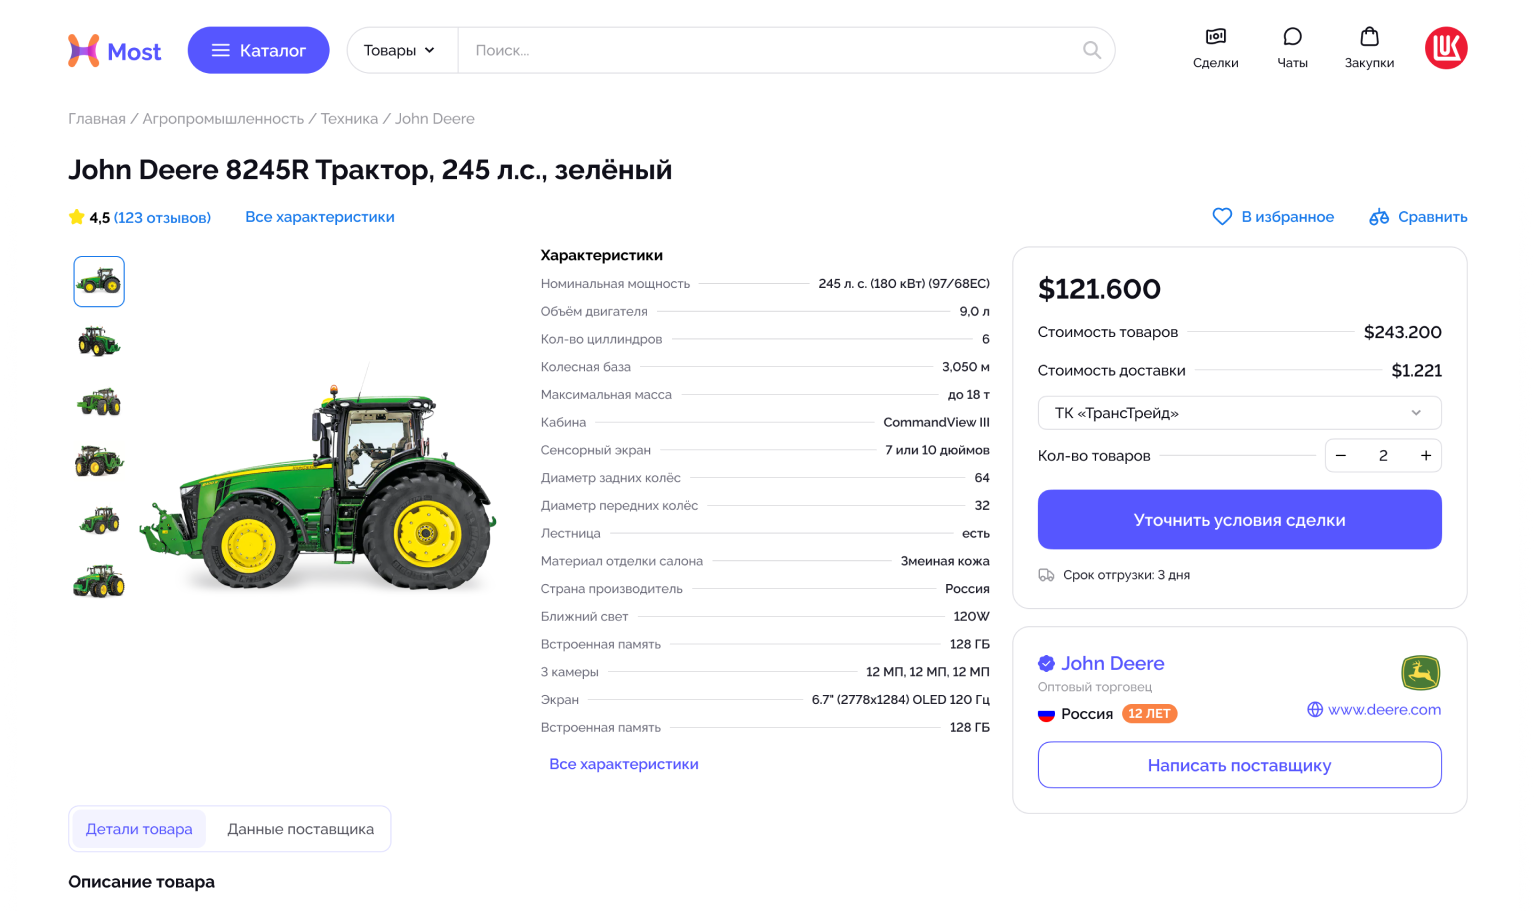 Most
Каталог
Товары
Поиск...
Сделки
Чаты
Закупки
Главная / Агропромышленность / Техника / John Deere
John Deere 8245R Трактор, 245 л.с., зелёный
4,5 (123 отзывов)
Все характеристики
В избранное
Сравнить
Характеристики
Номинальная мощность 245 л. с. (180 кВт) (97/68EC)
Объём двигателя 9,0 л
Кол-во циллиндров 6
Колесная база 3,050 м
Максимальная масса до 18 т
Кабина CommandView III
Сенсорный экран 7 или 10 дюймов
Диаметр задних колёс 64
Диаметр передних колёс 32
Лестница есть
Материал отделки салона Змеиная кожа
Страна производитель Россия
Ближний свет 120W
Встроенная память 128 ГБ
3 камеры 12 МП, 12 МП, 12 МП
Экран 6.7" (2778x1284) OLED 120 Гц
Встроенная память 128 ГБ
Все характеристики
$121.600
Стоимость товаров $243.200
Стоимость доставки $1.221
ТК «ТрансТрейд»
Кол-во товаров − 2 +
Уточнить условия сделки
Срок отгрузки: 3 дня
John Deere
Оптовый торговец
Россия 12 ЛЕТ
www.deere.com
Написать поставщику
Детали товара
Данные поставщика
Описание товара